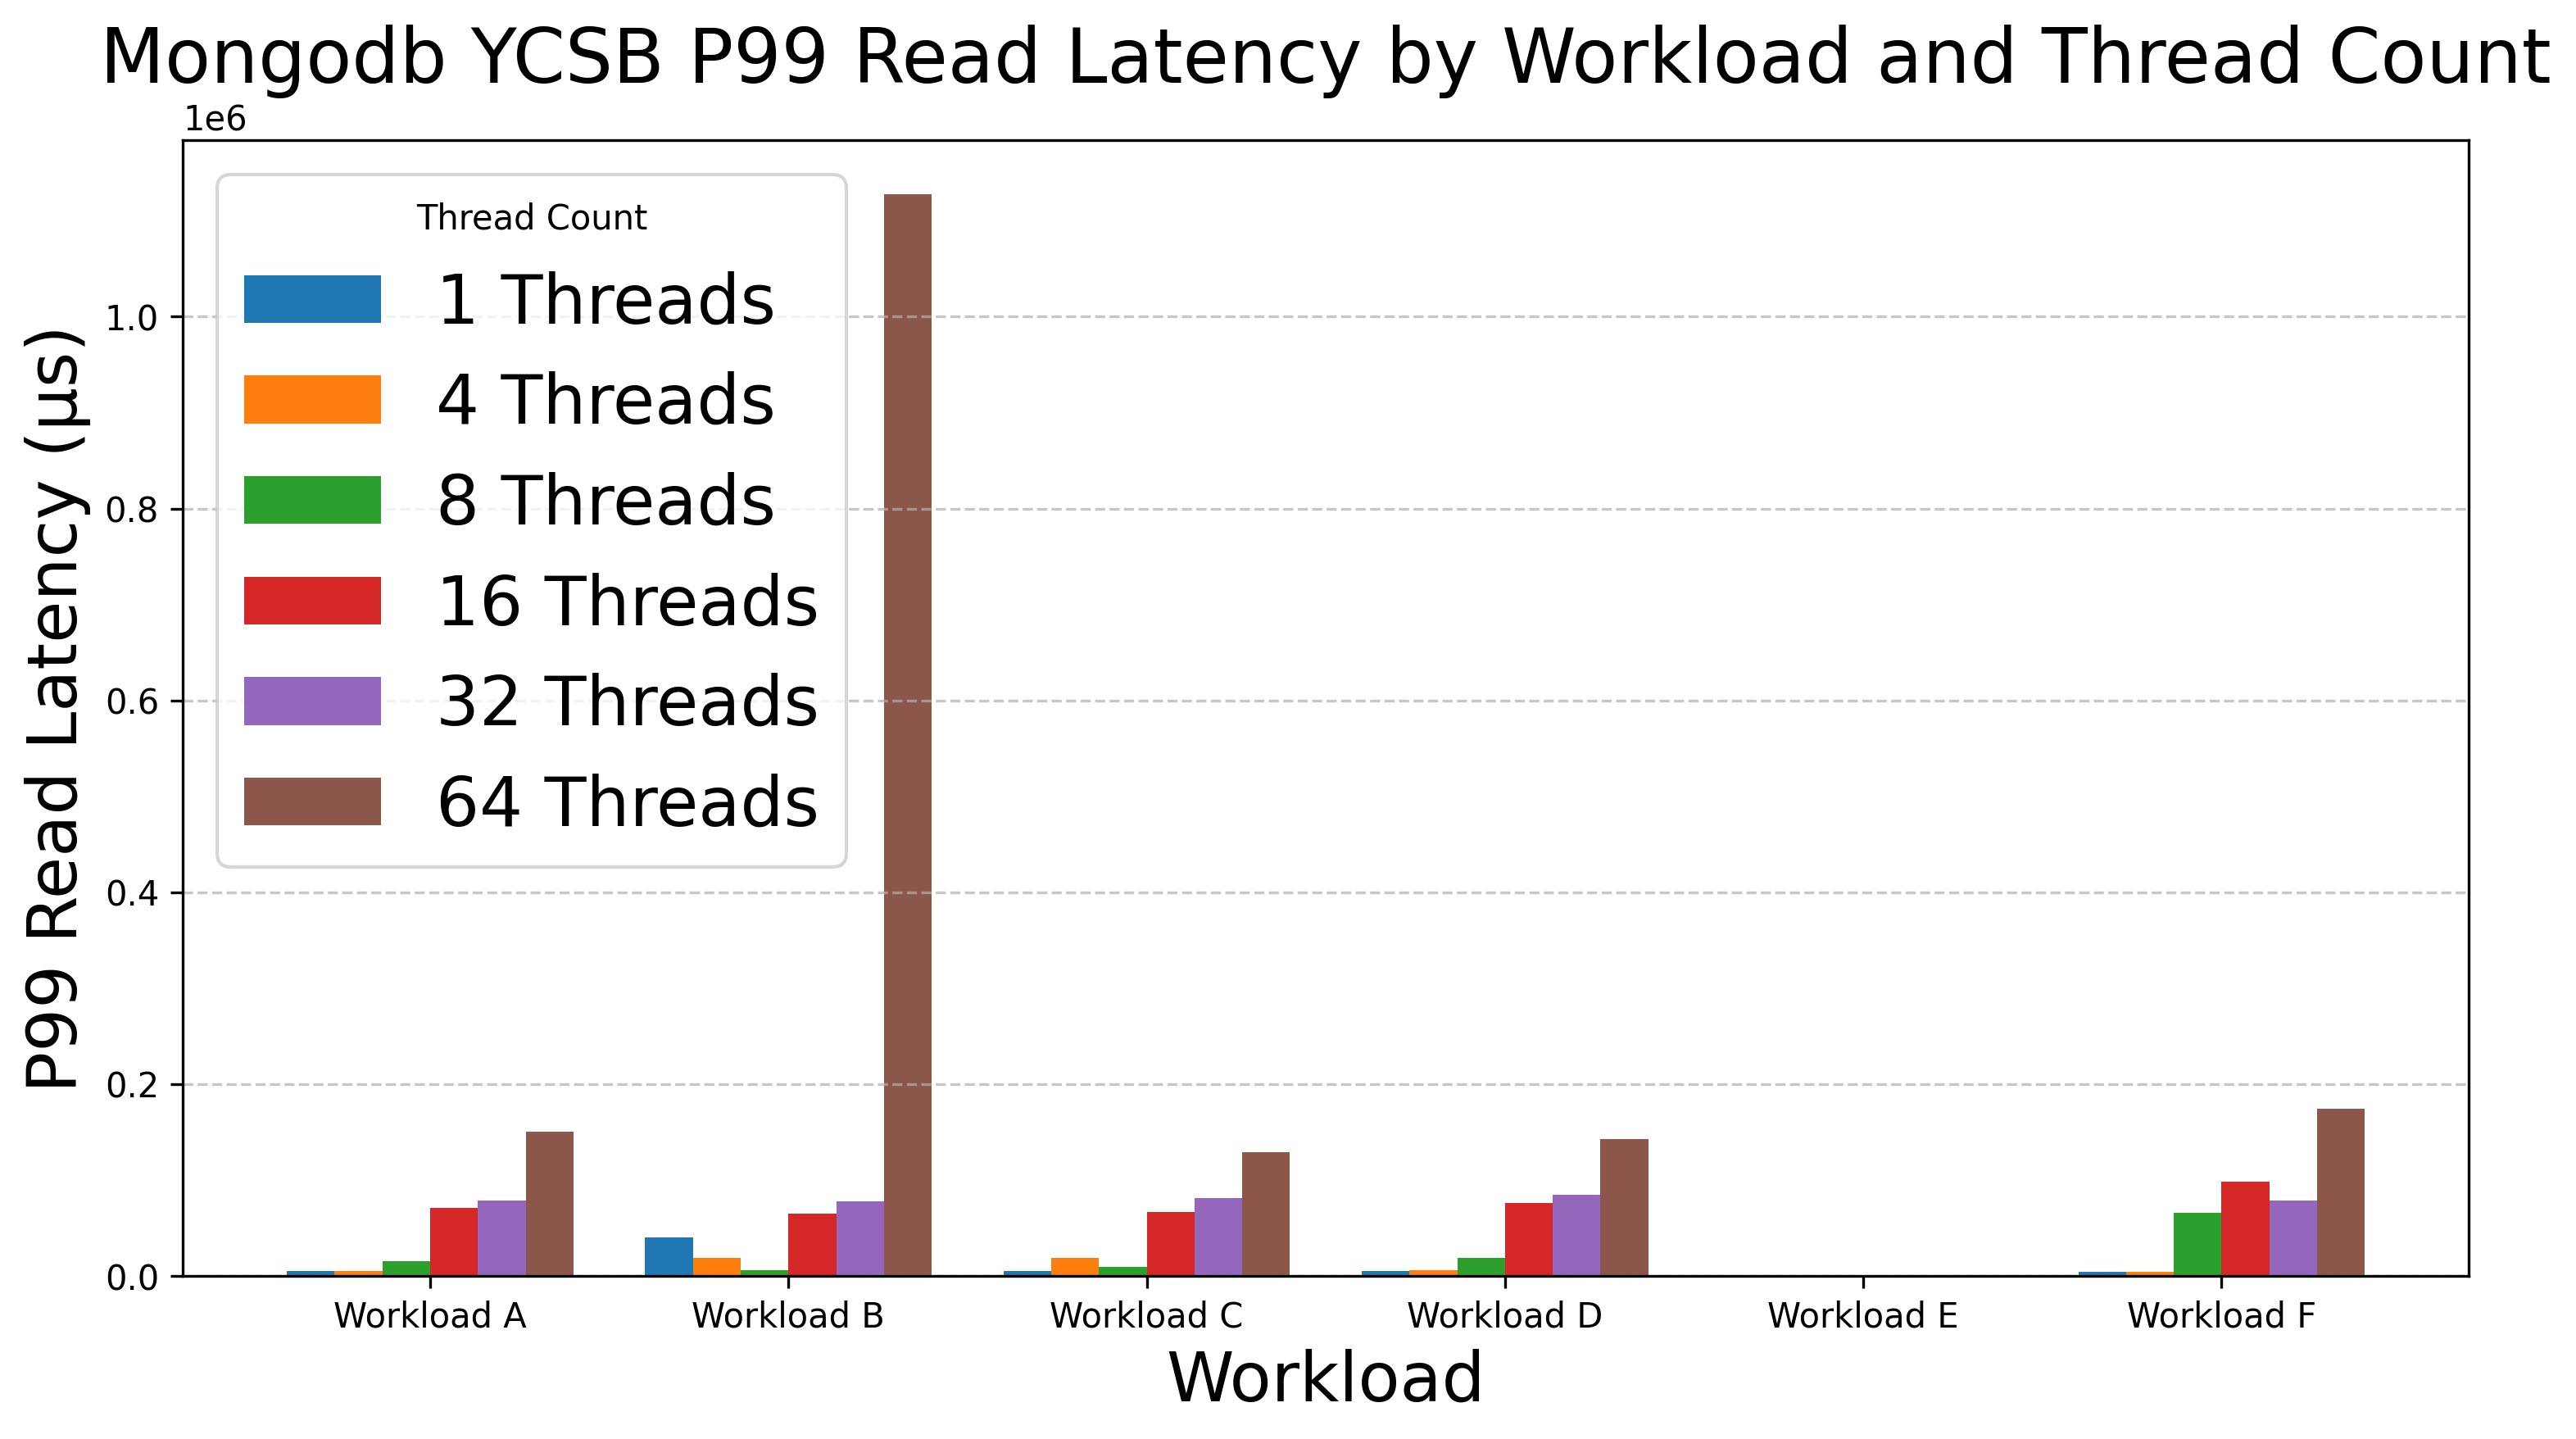 Mongodb YCSB P99 Read Latency by Workload and Thread Count
1e6
Thread Count
1 Threads
4 Threads
8 Threads
16 Threads
32 Threads
64 Threads
P99 Read Latency (µs)
1.0
0.8
0.6
0.4
0.2
0.0
Workload A
Workload B
Workload C
Workload D
Workload E
Workload F
Workload